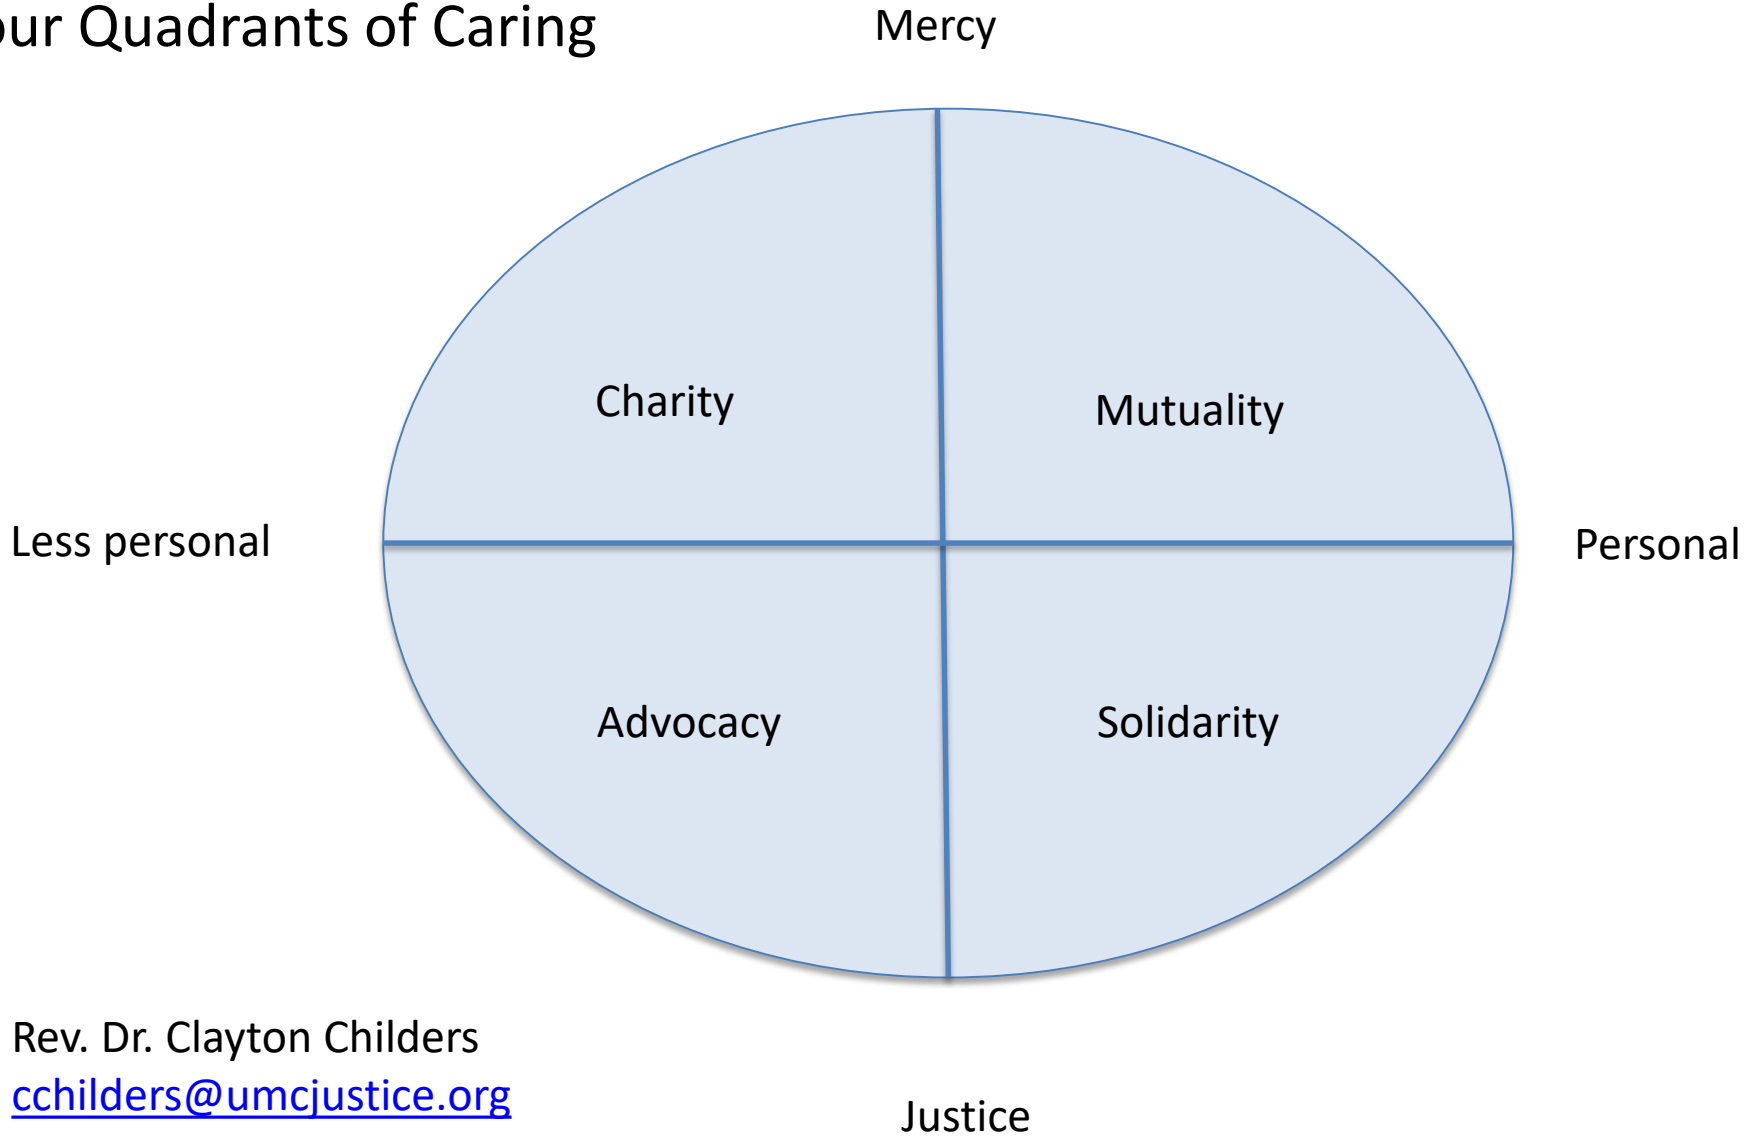 our Quadrants of Caring
Mercy
Charity
Mutuality
Less personal
Personal
Advocacy
Solidarity
Rev. Dr. Clayton Childers
cchilders@umcjustice.org
Justice